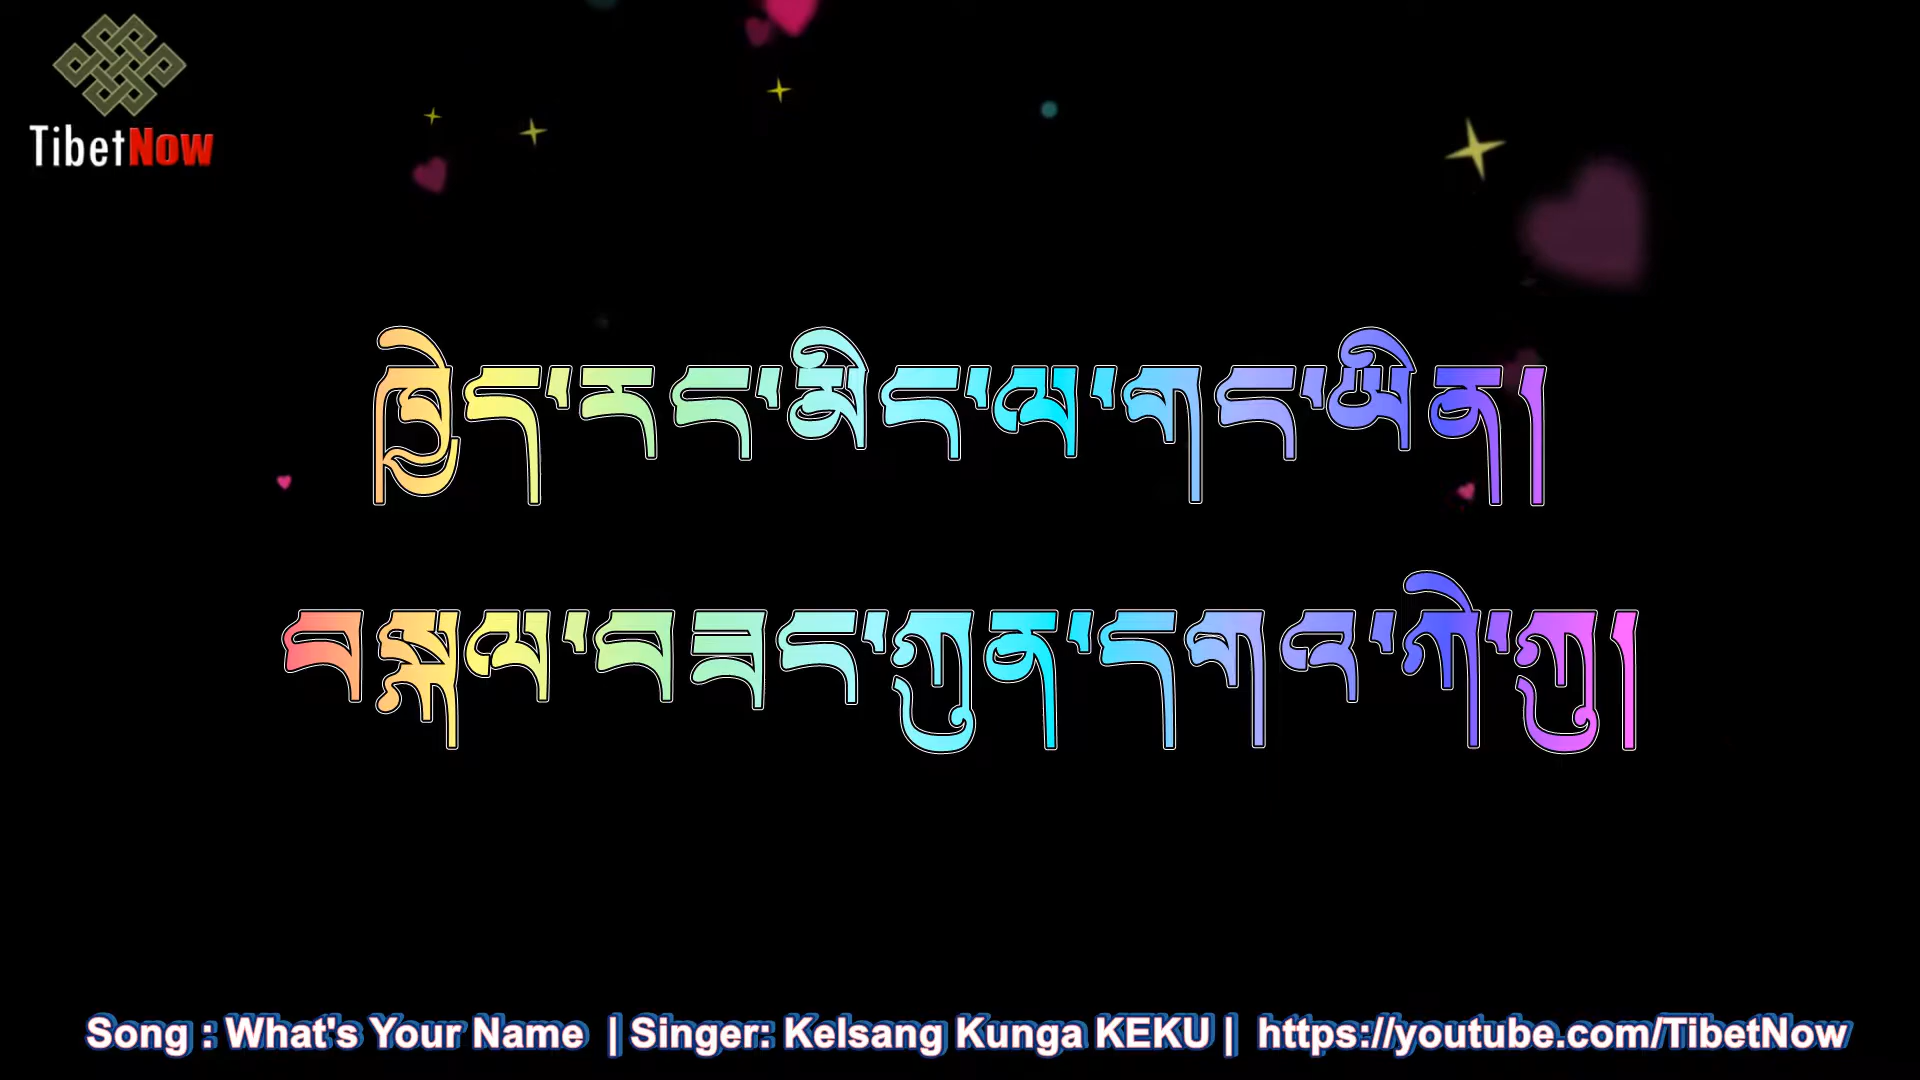 TibetNow
ཁྱེད་རང་མིང་ལ་གང་ཡིན།
བསྐལ་བཟང་ཀུན་དགའ་ཀེ་ཀུ།
Song : What's Your Name | Singer: Kelsang Kunga KEKU | https://youtube.com/TibetNow